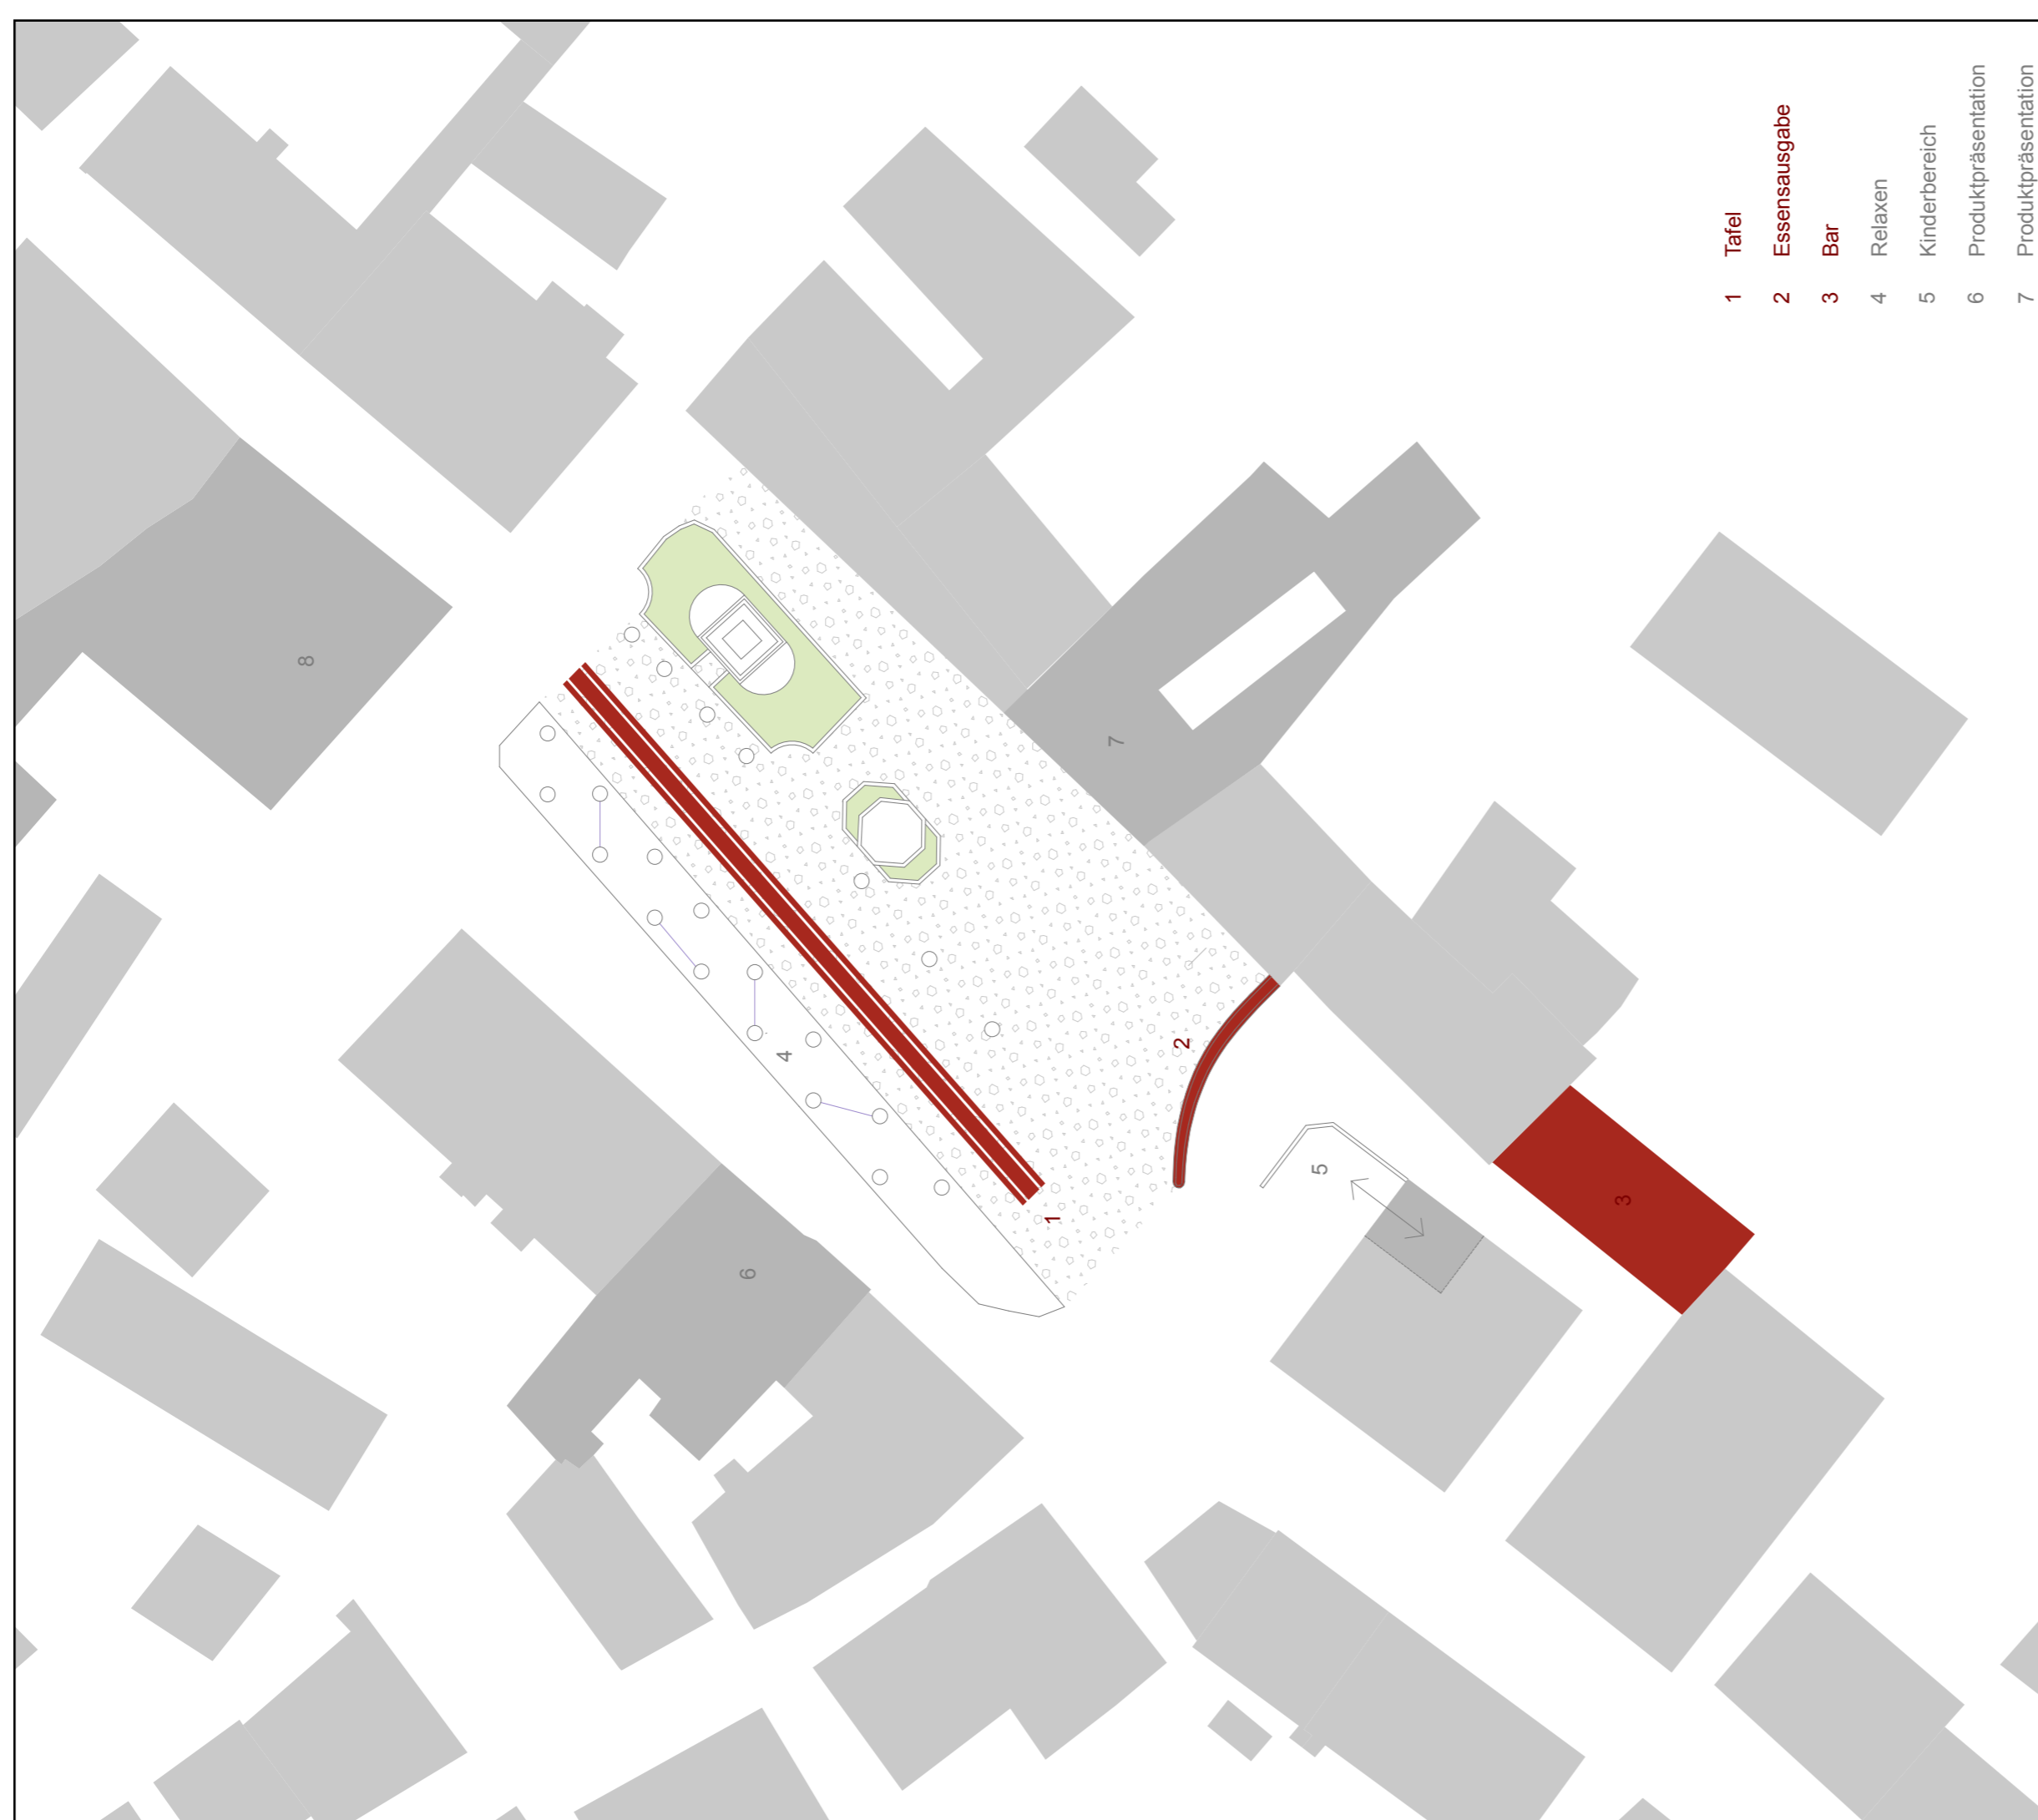 1 Tafel
2 Essensausgabe
3 Bar
4 Relaxen
5 Kinderbereich
6 Produktpräsentation
7 Produktpräsentation
8
7
2
4
5
1
3
6